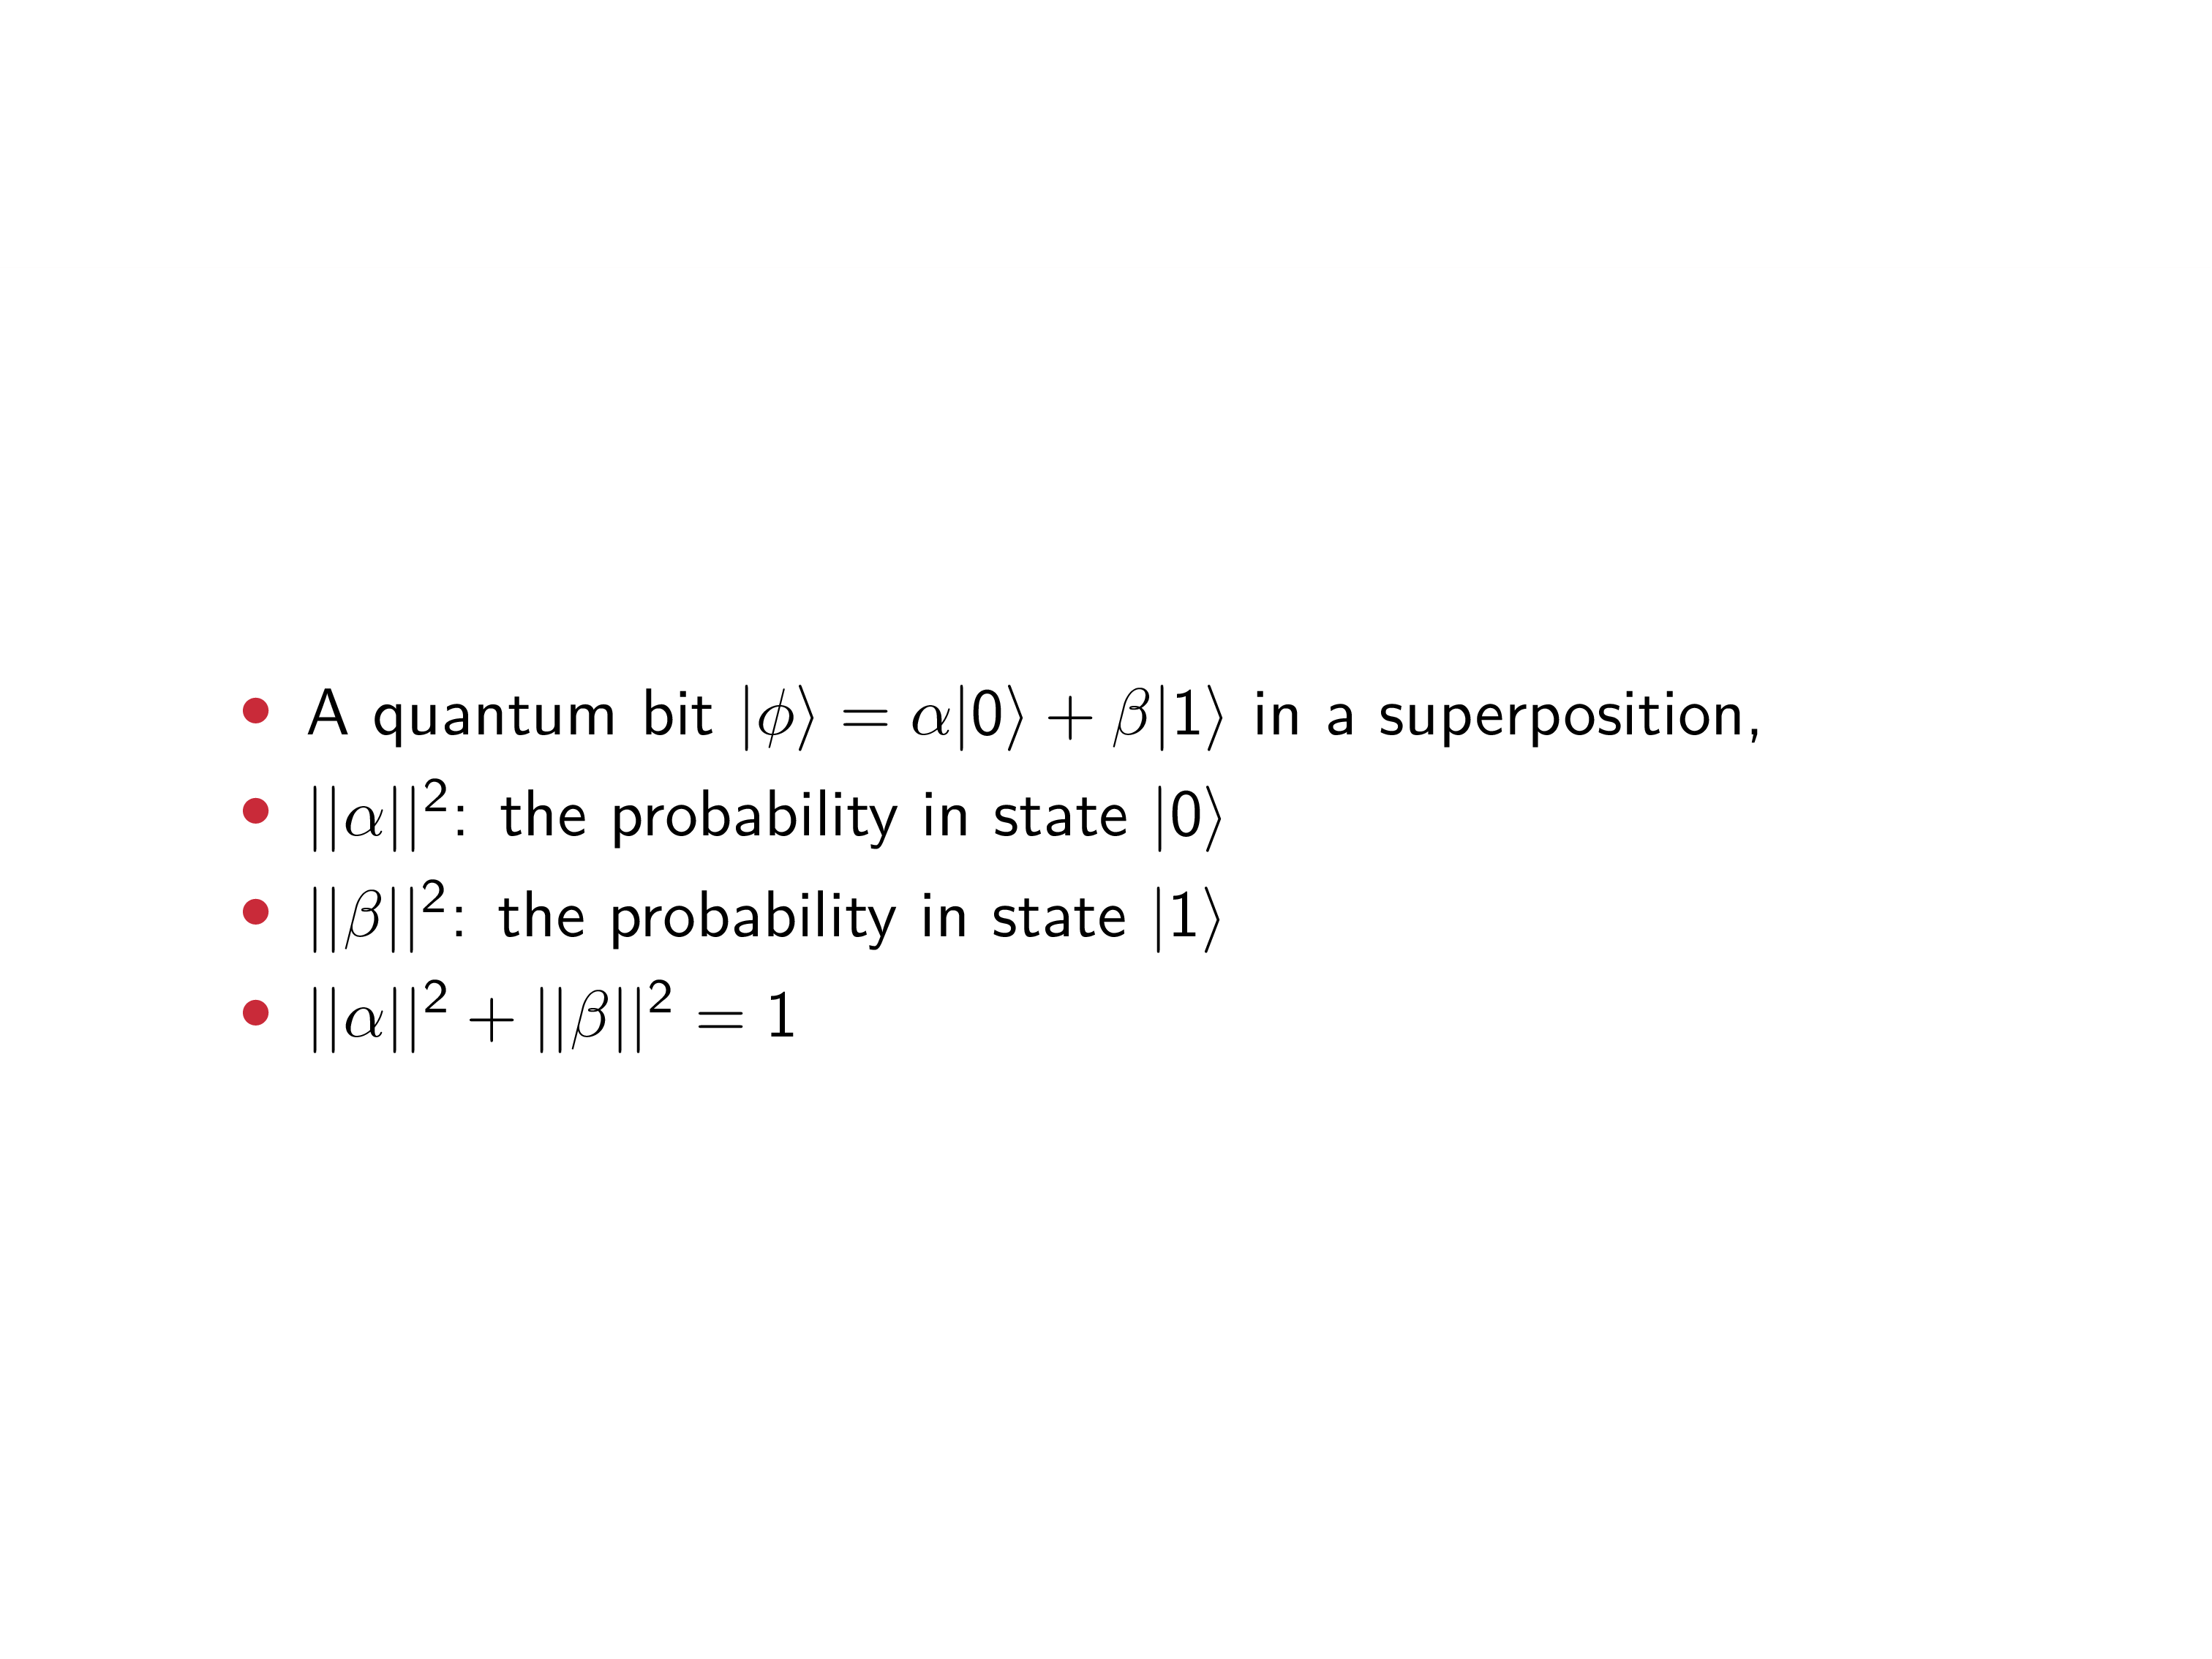 • A quantum bit |ϕ⟩ = α|0⟩ + β|1⟩ in a superposition,
• ||α||²: the probability in state |0⟩
• ||β||²: the probability in state |1⟩
• ||α||² + ||β||² = 1